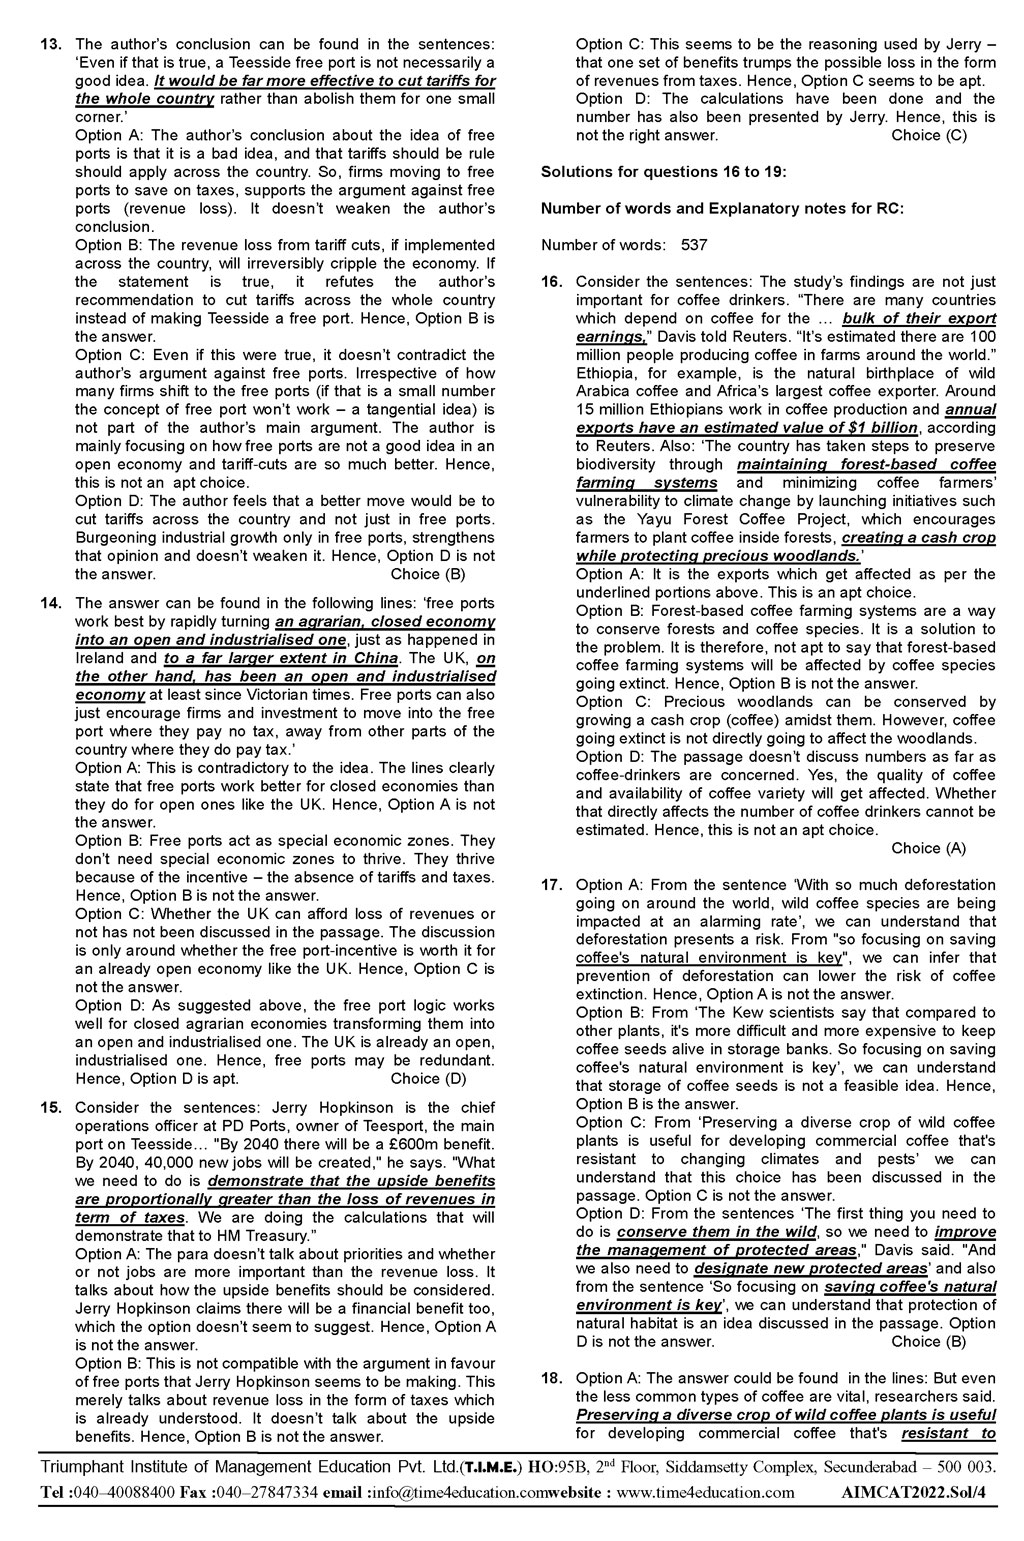 13. The author's conclusion can be found in the sentences:
'Even if that is true, a Teesside free port is not necessarily a
good idea. It would be far more effective to cut tariffs for
the whole country rather than abolish them for one small
corner.'
Option A: The author's conclusion about the idea of free
ports is that it is a bad idea, and that tariffs should be rule
should apply across the country. So, firms moving to free
ports to save on taxes, supports the argument against free
ports (revenue loss). It doesn't weaken the author's
conclusion.
Option B: The revenue loss from tariff cuts, if implemented
across the country, will irreversibly cripple the economy. If
the statement is true, it refutes the author's
recommendation to cut tariffs across the whole country
instead of making Teesside a free port. Hence, Option B is
the answer.
Option C: Even if this were true, it doesn't contradict the
author's argument against free ports. Irrespective of how
many firms shift to the free ports (if that is a small number
the concept of free port won't work – a tangential idea) is
not part of the author's main argument. The author is
mainly focusing on how free ports are not a good idea in an
open economy and tariff-cuts are so much better. Hence,
this is not an apt choice.
Option D: The author feels that a better move would be to
cut tariffs across the country and not just in free ports.
Burgeoning industrial growth only in free ports, strengthens
that opinion and doesn't weaken it. Hence, Option D is not
the answer. Choice (B)
14. The answer can be found in the following lines: 'free ports
work best by rapidly turning an agrarian, closed economy
into an open and industrialised one, just as happened in
Ireland and to a far larger extent in China. The UK, on
the other hand, has been an open and industrialised
economy at least since Victorian times. Free ports can also
just encourage firms and investment to move into the free
port where they pay no tax, away from other parts of the
country where they do pay tax.'
Option A: This is contradictory to the idea. The lines clearly
state that free ports work better for closed economies than
they do for open ones like the UK. Hence, Option A is not
the answer.
Option B: Free ports act as special economic zones. They
don't need special economic zones to thrive. They thrive
because of the incentive – the absence of tariffs and taxes.
Hence, Option B is not the answer.
Option C: Whether the UK can afford loss of revenues or
not has not been discussed in the passage. The discussion
is only around whether the free port-incentive is worth it for
an already open economy like the UK. Hence, Option C is
not the answer.
Option D: As suggested above, the free port logic works
well for closed agrarian economies transforming them into
an open and industrialised one. The UK is already an open,
industrialised one. Hence, free ports may be redundant.
Hence, Option D is apt. Choice (D)
15. Consider the sentences: Jerry Hopkinson is the chief
operations officer at PD Ports, owner of Teesport, the main
port on Teesside… "By 2040 there will be a £600m benefit.
By 2040, 40,000 new jobs will be created," he says. "What
we need to do is demonstrate that the upside benefits
are proportionally greater than the loss of revenues in
term of taxes. We are doing the calculations that will
demonstrate that to HM Treasury."
Option A: The para doesn't talk about priorities and whether
or not jobs are more important than the revenue loss. It
talks about how the upside benefits should be considered.
Jerry Hopkinson claims there will be a financial benefit too,
which the option doesn't seem to suggest. Hence, Option A
is not the answer.
Option B: This is not compatible with the argument in favour
of free ports that Jerry Hopkinson seems to be making. This
merely talks about revenue loss in the form of taxes which
is already understood. It doesn't talk about the upside
benefits. Hence, Option B is not the answer.
Option C: This seems to be the reasoning used by Jerry –
that one set of benefits trumps the possible loss in the form
of revenues from taxes. Hence, Option C seems to be apt.
Option D: The calculations have been done and the
number has also been presented by Jerry. Hence, this is
not the right answer. Choice (C)
Solutions for questions 16 to 19:
Number of words and Explanatory notes for RC:
Number of words: 537
16. Consider the sentences: The study's findings are not just
important for coffee drinkers. "There are many countries
which depend on coffee for the … bulk of their export
earnings," Davis told Reuters. "It's estimated there are 100
million people producing coffee in farms around the world."
Ethiopia, for example, is the natural birthplace of wild
Arabica coffee and Africa's largest coffee exporter. Around
15 million Ethiopians work in coffee production and annual
exports have an estimated value of $1 billion, according
to Reuters. Also: 'The country has taken steps to preserve
biodiversity through maintaining forest-based coffee
farming systems and minimizing coffee farmers'
vulnerability to climate change by launching initiatives such
as the Yayu Forest Coffee Project, which encourages
farmers to plant coffee inside forests, creating a cash crop
while protecting precious woodlands.'
Option A: It is the exports which get affected as per the
underlined portions above. This is an apt choice.
Option B: Forest-based coffee farming systems are a way
to conserve forests and coffee species. It is a solution to
the problem. It is therefore, not apt to say that forest-based
coffee farming systems will be affected by coffee species
going extinct. Hence, Option B is not the answer.
Option C: Precious woodlands can be conserved by
growing a cash crop (coffee) amidst them. However, coffee
going extinct is not directly going to affect the woodlands.
Option D: The passage doesn't discuss numbers as far as
coffee-drinkers are concerned. Yes, the quality of coffee
and availability of coffee variety will get affected. Whether
that directly affects the number of coffee drinkers cannot be
estimated. Hence, this is not an apt choice.
Choice (A)
17. Option A: From the sentence 'With so much deforestation
going on around the world, wild coffee species are being
impacted at an alarming rate', we can understand that
deforestation presents a risk. From "so focusing on saving
coffee's natural environment is key", we can infer that
prevention of deforestation can lower the risk of coffee
extinction. Hence, Option A is not the answer.
Option B: From 'The Kew scientists say that compared to
other plants, it's more difficult and more expensive to keep
coffee seeds alive in storage banks. So focusing on saving
coffee's natural environment is key', we can understand
that storage of coffee seeds is not a feasible idea. Hence,
Option B is the answer.
Option C: From 'Preserving a diverse crop of wild coffee
plants is useful for developing commercial coffee that's
resistant to changing climates and pests' we can
understand that this choice has been discussed in the
passage. Option C is not the answer.
Option D: From the sentences 'The first thing you need to
do is conserve them in the wild, so we need to improve
the management of protected areas," Davis said. "And
we also need to designate new protected areas' and also
from the sentence 'So focusing on saving coffee's natural
environment is key', we can understand that protection of
natural habitat is an idea discussed in the passage. Option
D is not the answer. Choice (B)
18. Option A: The answer could be found in the lines: But even
the less common types of coffee are vital, researchers said.
Preserving a diverse crop of wild coffee plants is useful
for developing commercial coffee that's resistant to
Triumphant Institute of Management Education Pvt. Ltd.(T.I.M.E.) HO:95B, 2nd Floor, Siddamsetty Complex, Secunderabad – 500 003.
Tel :040–40088400 Fax :040–27847334 email :info@time4education.comwebsite : www.time4education.com AIMCAT2022.Sol/4